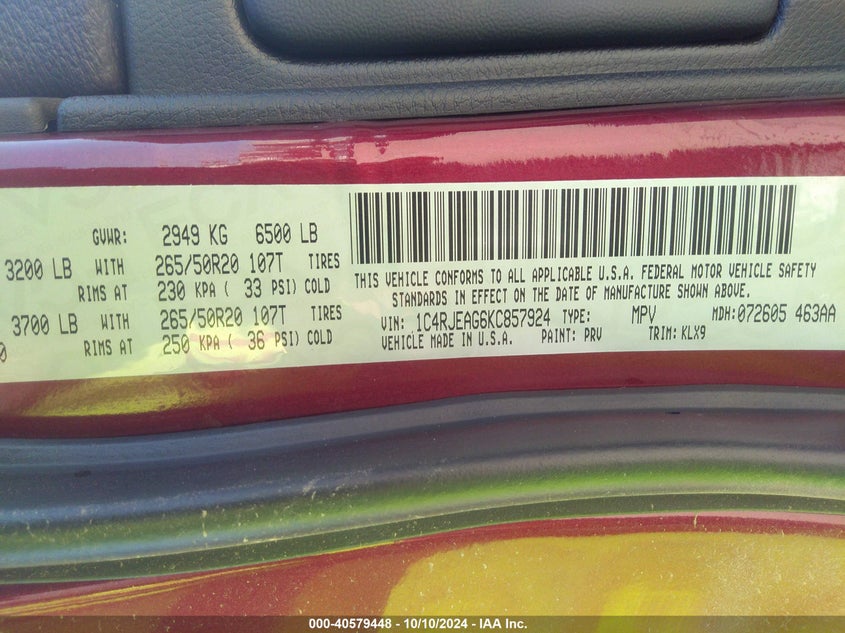 GVWR: 2949 KG 6500 LB
3200 LB WITH 265/50R20 107T TIRES
RIMS AT 230 KPA ( 33 PSI) COLD
3700 LB WITH 265/50R20 107T TIRES
0 RIMS AT 250 KPA ( 36 PSI) COLD
THIS VEHICLE CONFORMS TO ALL APPLICABLE U.S.A. FEDERAL MOTOR VEHICLE SAFETY
STANDARDS IN EFFECT ON THE DATE OF MANUFACTURE SHOWN ABOVE.
VIN: 1C4RJEAG6KC857924 TYPE: MPV MDH: 072605 463AA
VEHICLE MADE IN U.S.A. PAINT: PRV TRIM: KLX9
000-40579448 - 10/10/2024 - IAA Inc.